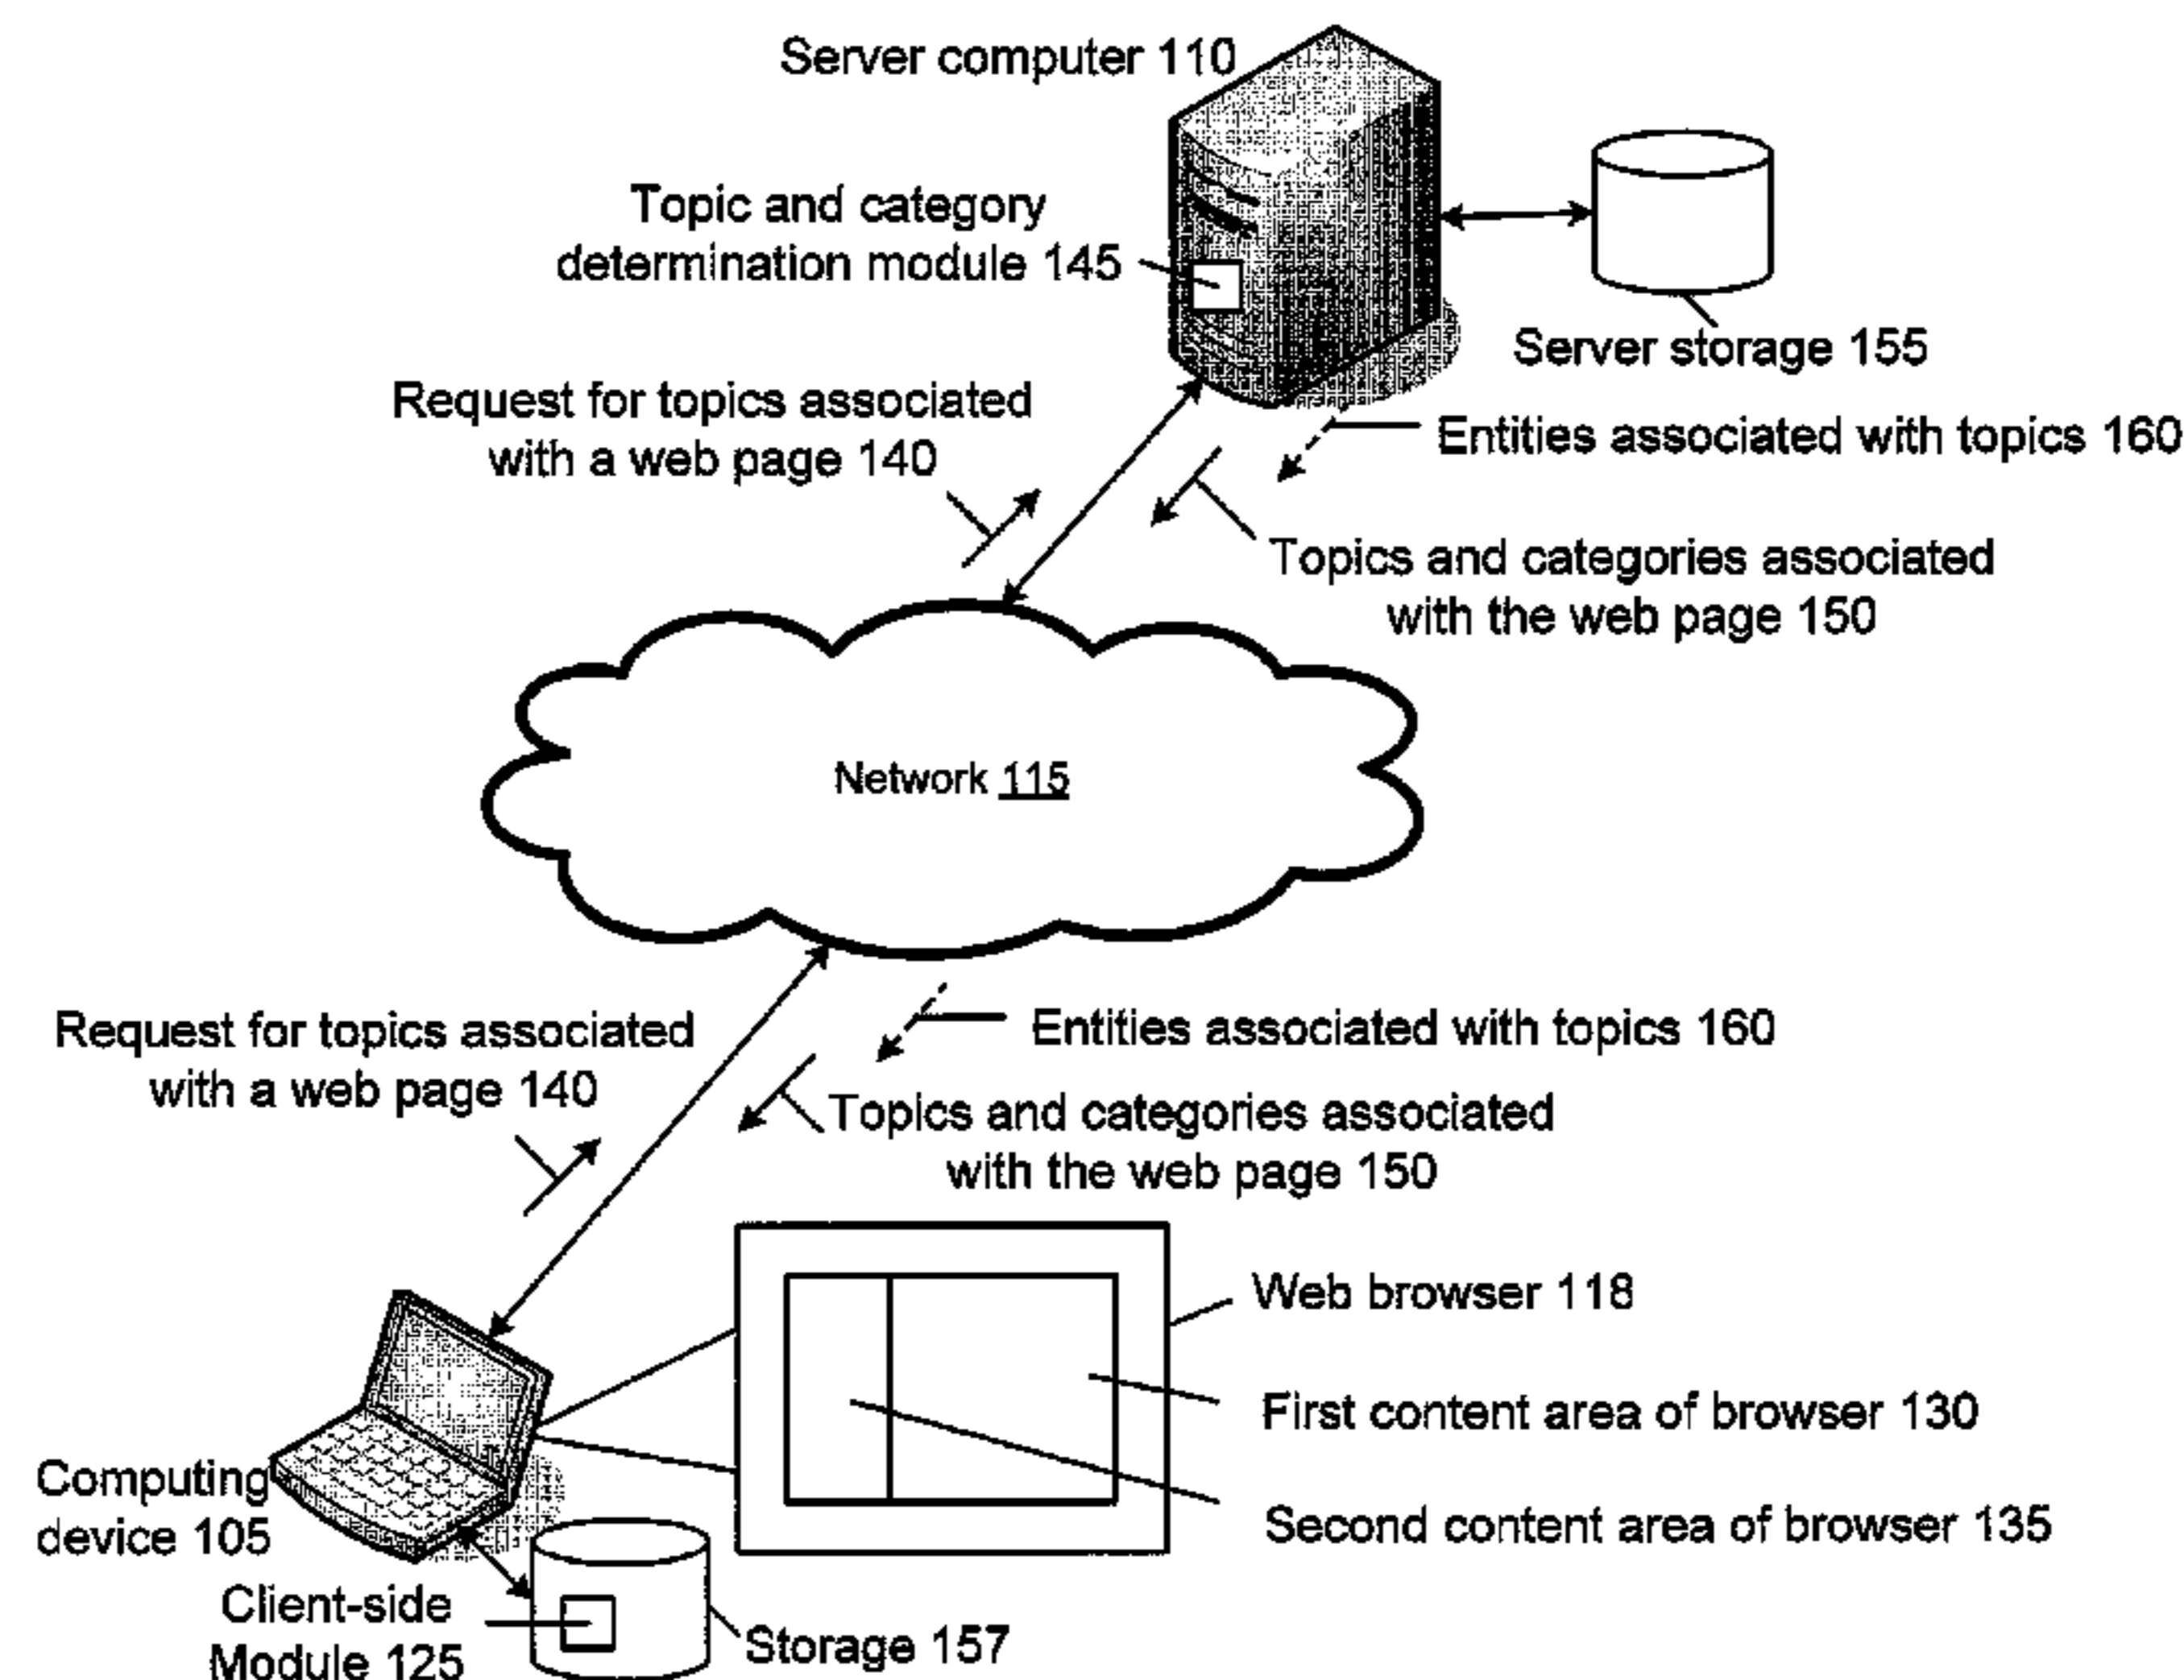 Server computer 110
Topic and category
determination module 145
Server storage 155
Request for topics associated
with a web page 140
Entities associated with topics 160
Topics and categories associated
with the web page 150
Network 115
Request for topics associated
with a web page 140
Entities associated with topics 160
Topics and categories associated
with the web page 150
Web browser 118
First content area of browser 130
Second content area of browser 135
Computing
device 105
Client-side
Module 125
Storage 157